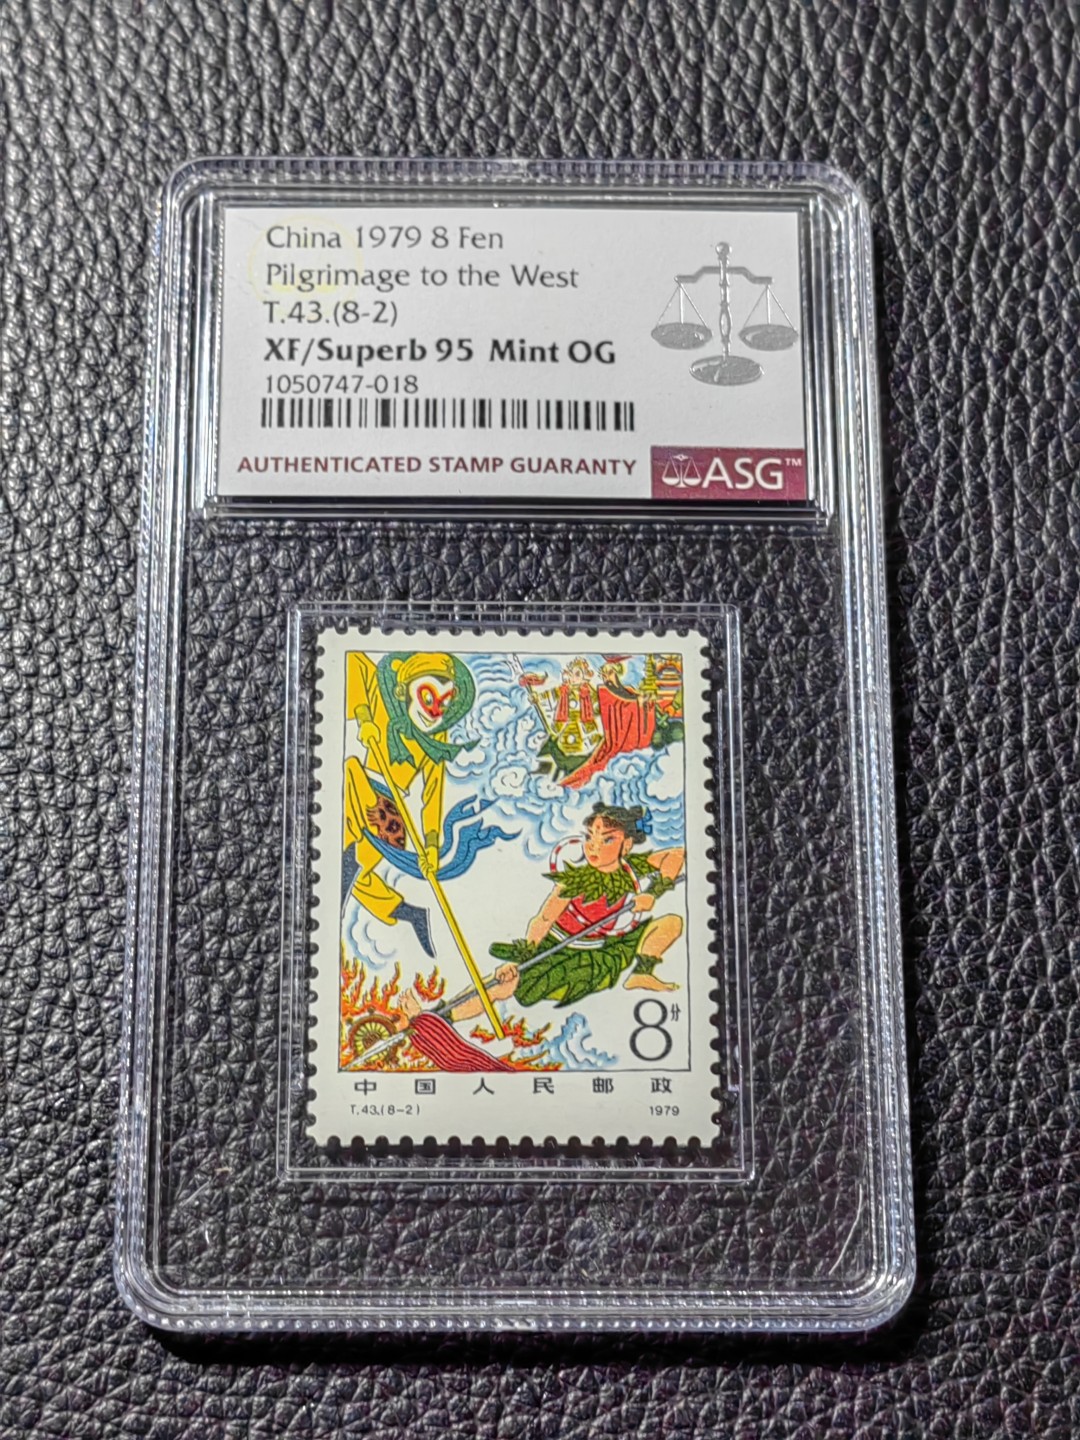 China 1979 8 Fen
Pilgrimage to the West
T.43.(8-2)
XF/Superb 95 Mint OG
1050747-018
AUTHENTICATED STAMP GUARANTY
ASG™
8分
中国人民邮政
T.43.(8-2)
1979